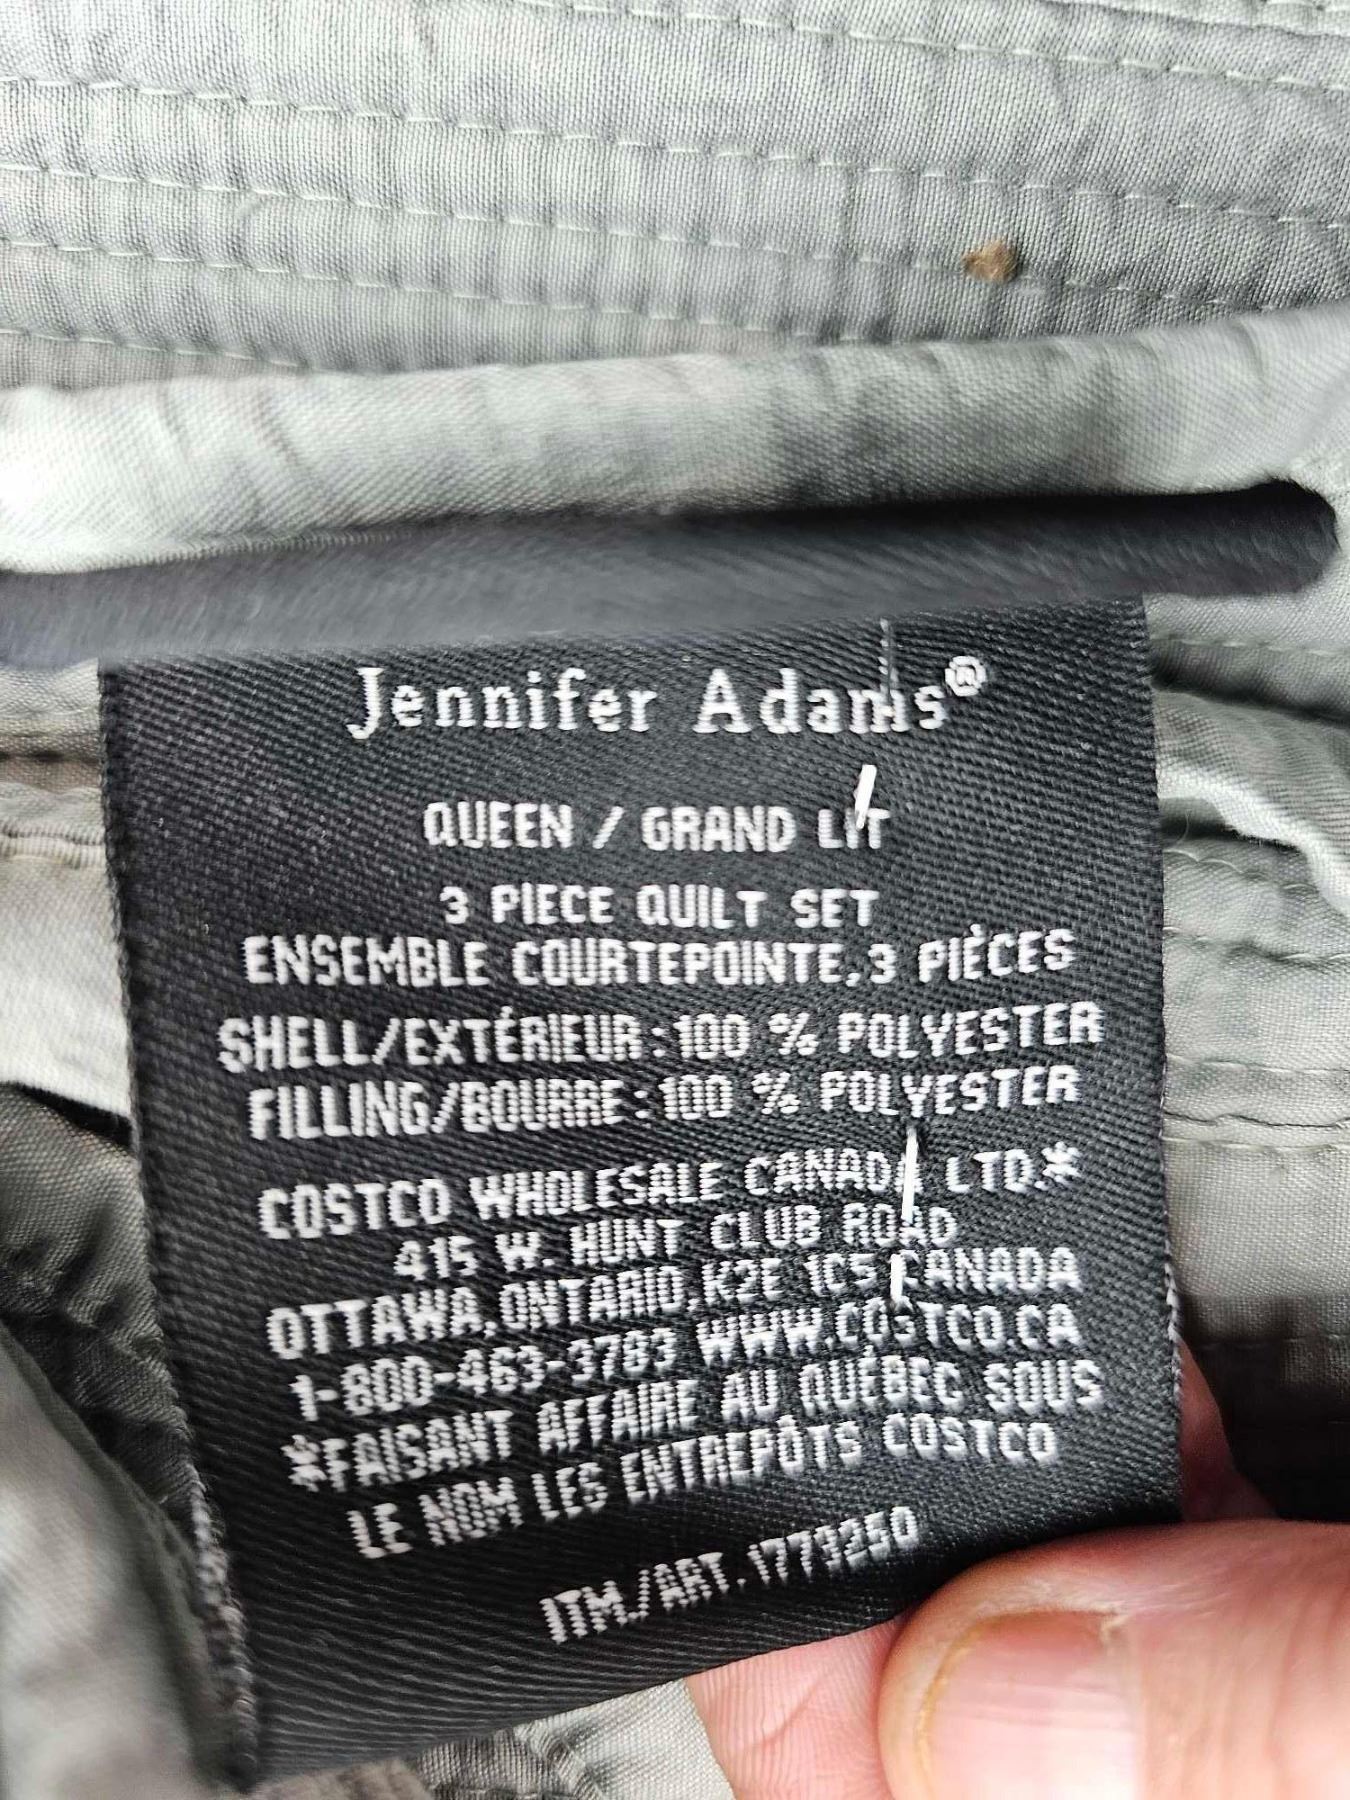 Jennifer Adams®
QUEEN / GRAND LIT
3 PIECE QUILT SET
ENSEMBLE COURTEPOINTE, 3 PIÈCES
SHELL/EXTÉRIEUR: 100 % POLYESTER
FILLING/BOURRE: 100 % POLYESTER
COSTCO WHOLESALE CANADA LTD.*
415 W. HUNT CLUB ROAD
OTTAWA, ONTARIO, K2E 1C5 CANADA
1-800-463-3783 WWW.COSTCO.CA
*FAISANT AFFAIRE AU QUÉBEC SOUS
LE NOM LES ENTREPÔTS COSTCO
ITM./ART. 1773250